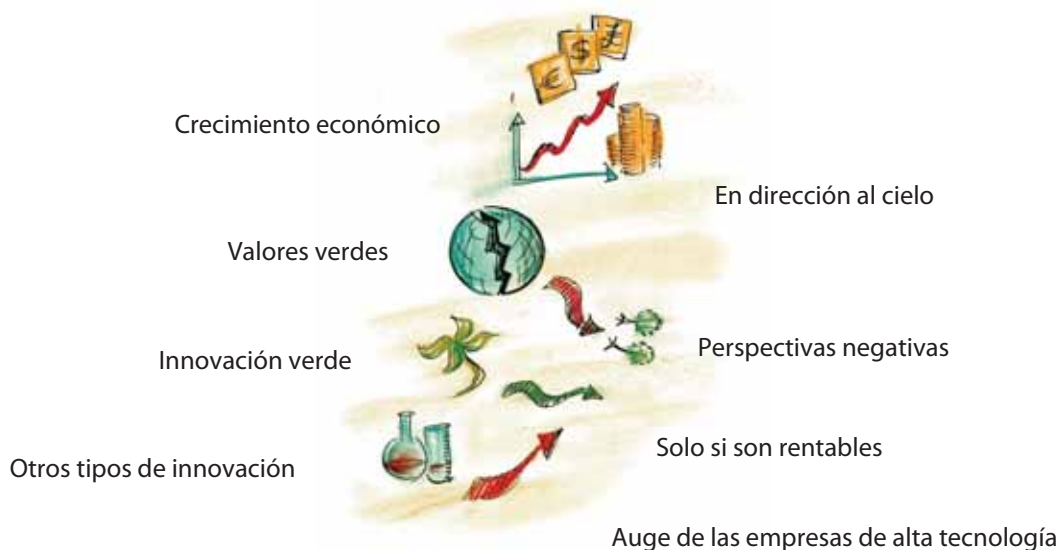 € $ £
Crecimiento económico
En dirección al cielo
Valores verdes
Perspectivas negativas
Innovación verde
Solo si son rentables
Otros tipos de innovación
Auge de las empresas de alta tecnología